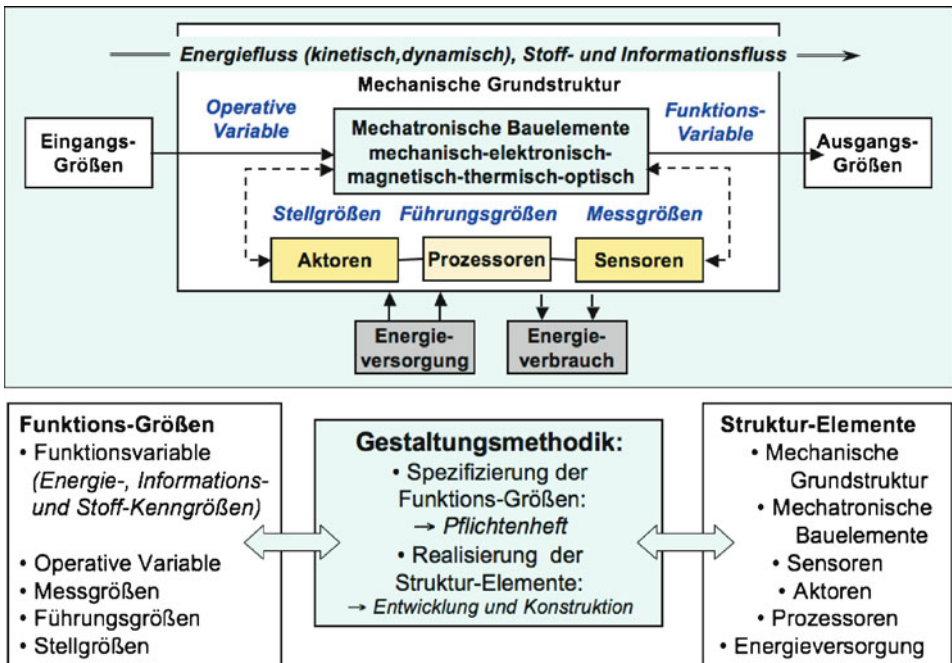 Energiefluss (kinetisch,dynamisch), Stoff- und Informationsfluss
Mechanische Grundstruktur
Eingangs-
Größen
Operative
Variable
Mechatronische Bauelemente
mechanisch-elektronisch-
magnetisch-thermisch-optisch
Funktions-
Variable
Ausgangs-
Größen
Stellgrößen
Führungsgrößen
Messgrößen
Aktoren
Prozessoren
Sensoren
Energie-
versorgung
Energie-
verbrauch
Funktions-Größen
• Funktionsvariable
(Energie-, Informations-
und Stoff-Kenngrößen)
• Operative Variable
• Messgrößen
• Führungsgrößen
• Stellgrößen
Gestaltungsmethodik:
• Spezifizierung der
Funktions-Größen:
→ Pflichtenheft
• Realisierung der
Struktur-Elemente:
→ Entwicklung und Konstruktion
Struktur-Elemente
• Mechanische
Grundstruktur
• Mechatronische
Bauelemente
• Sensoren
• Aktoren
• Prozessoren
• Energieversorgung